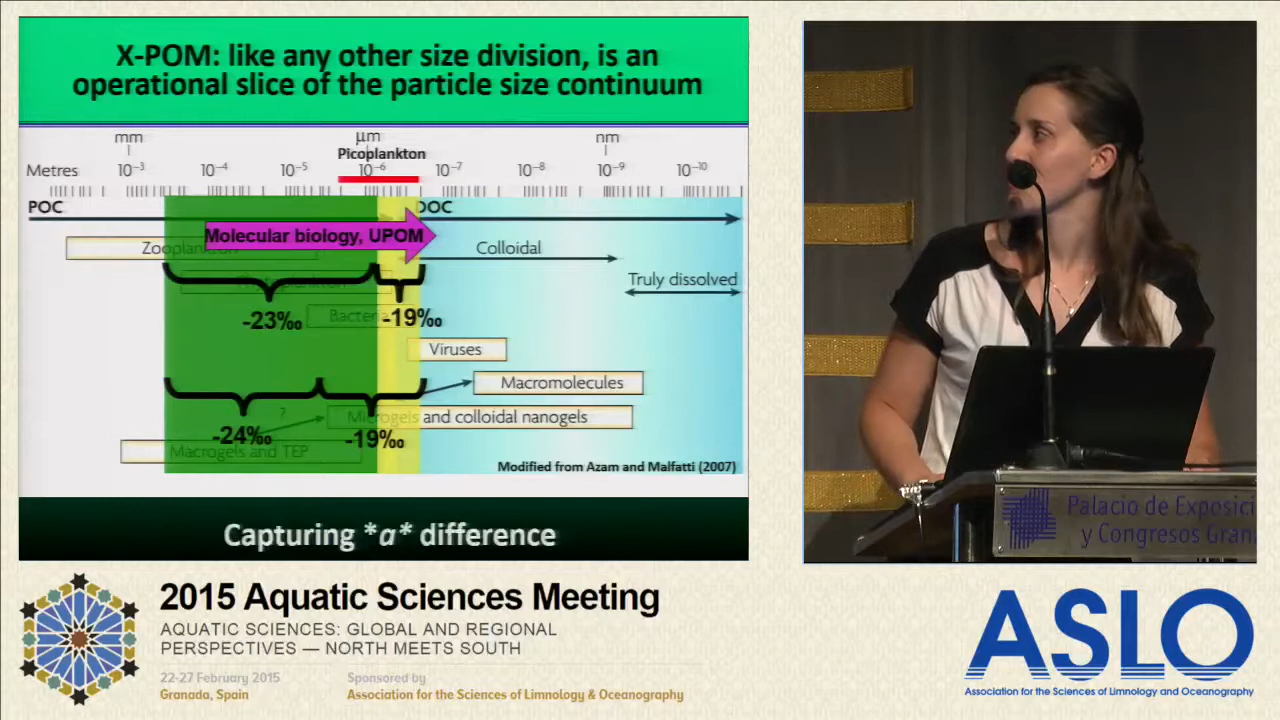 X-POM: like any other size division, is an
operational slice of the particle size continuum
mm µm nm
Picoplankton
Metres 10⁻³ 10⁻⁴ 10⁻⁵ 10⁻⁶ 10⁻⁷ 10⁻⁸ 10⁻⁹ 10⁻¹⁰
POC DOC
Molecular biology, UPOM
Zooplankton Colloidal
Truly dissolved
-23‰ Bacteria -19‰
Viruses
Macromolecules
?
Microgels and colloidal nanogels
-24‰ -19‰
Macrogels and TEP
Modified from Azam and Malfatti (2007)
Capturing *a* difference
Palacio de Exposici
y Congresos Gran
2015 Aquatic Sciences Meeting
AQUATIC SCIENCES: GLOBAL AND REGIONAL
PERSPECTIVES — NORTH MEETS SOUTH
22-27 February 2015
Granada, Spain
Sponsored by
Association for the Sciences of Limnology & Oceanography
ASLO
Association for the Sciences of Limnology and Oceanography